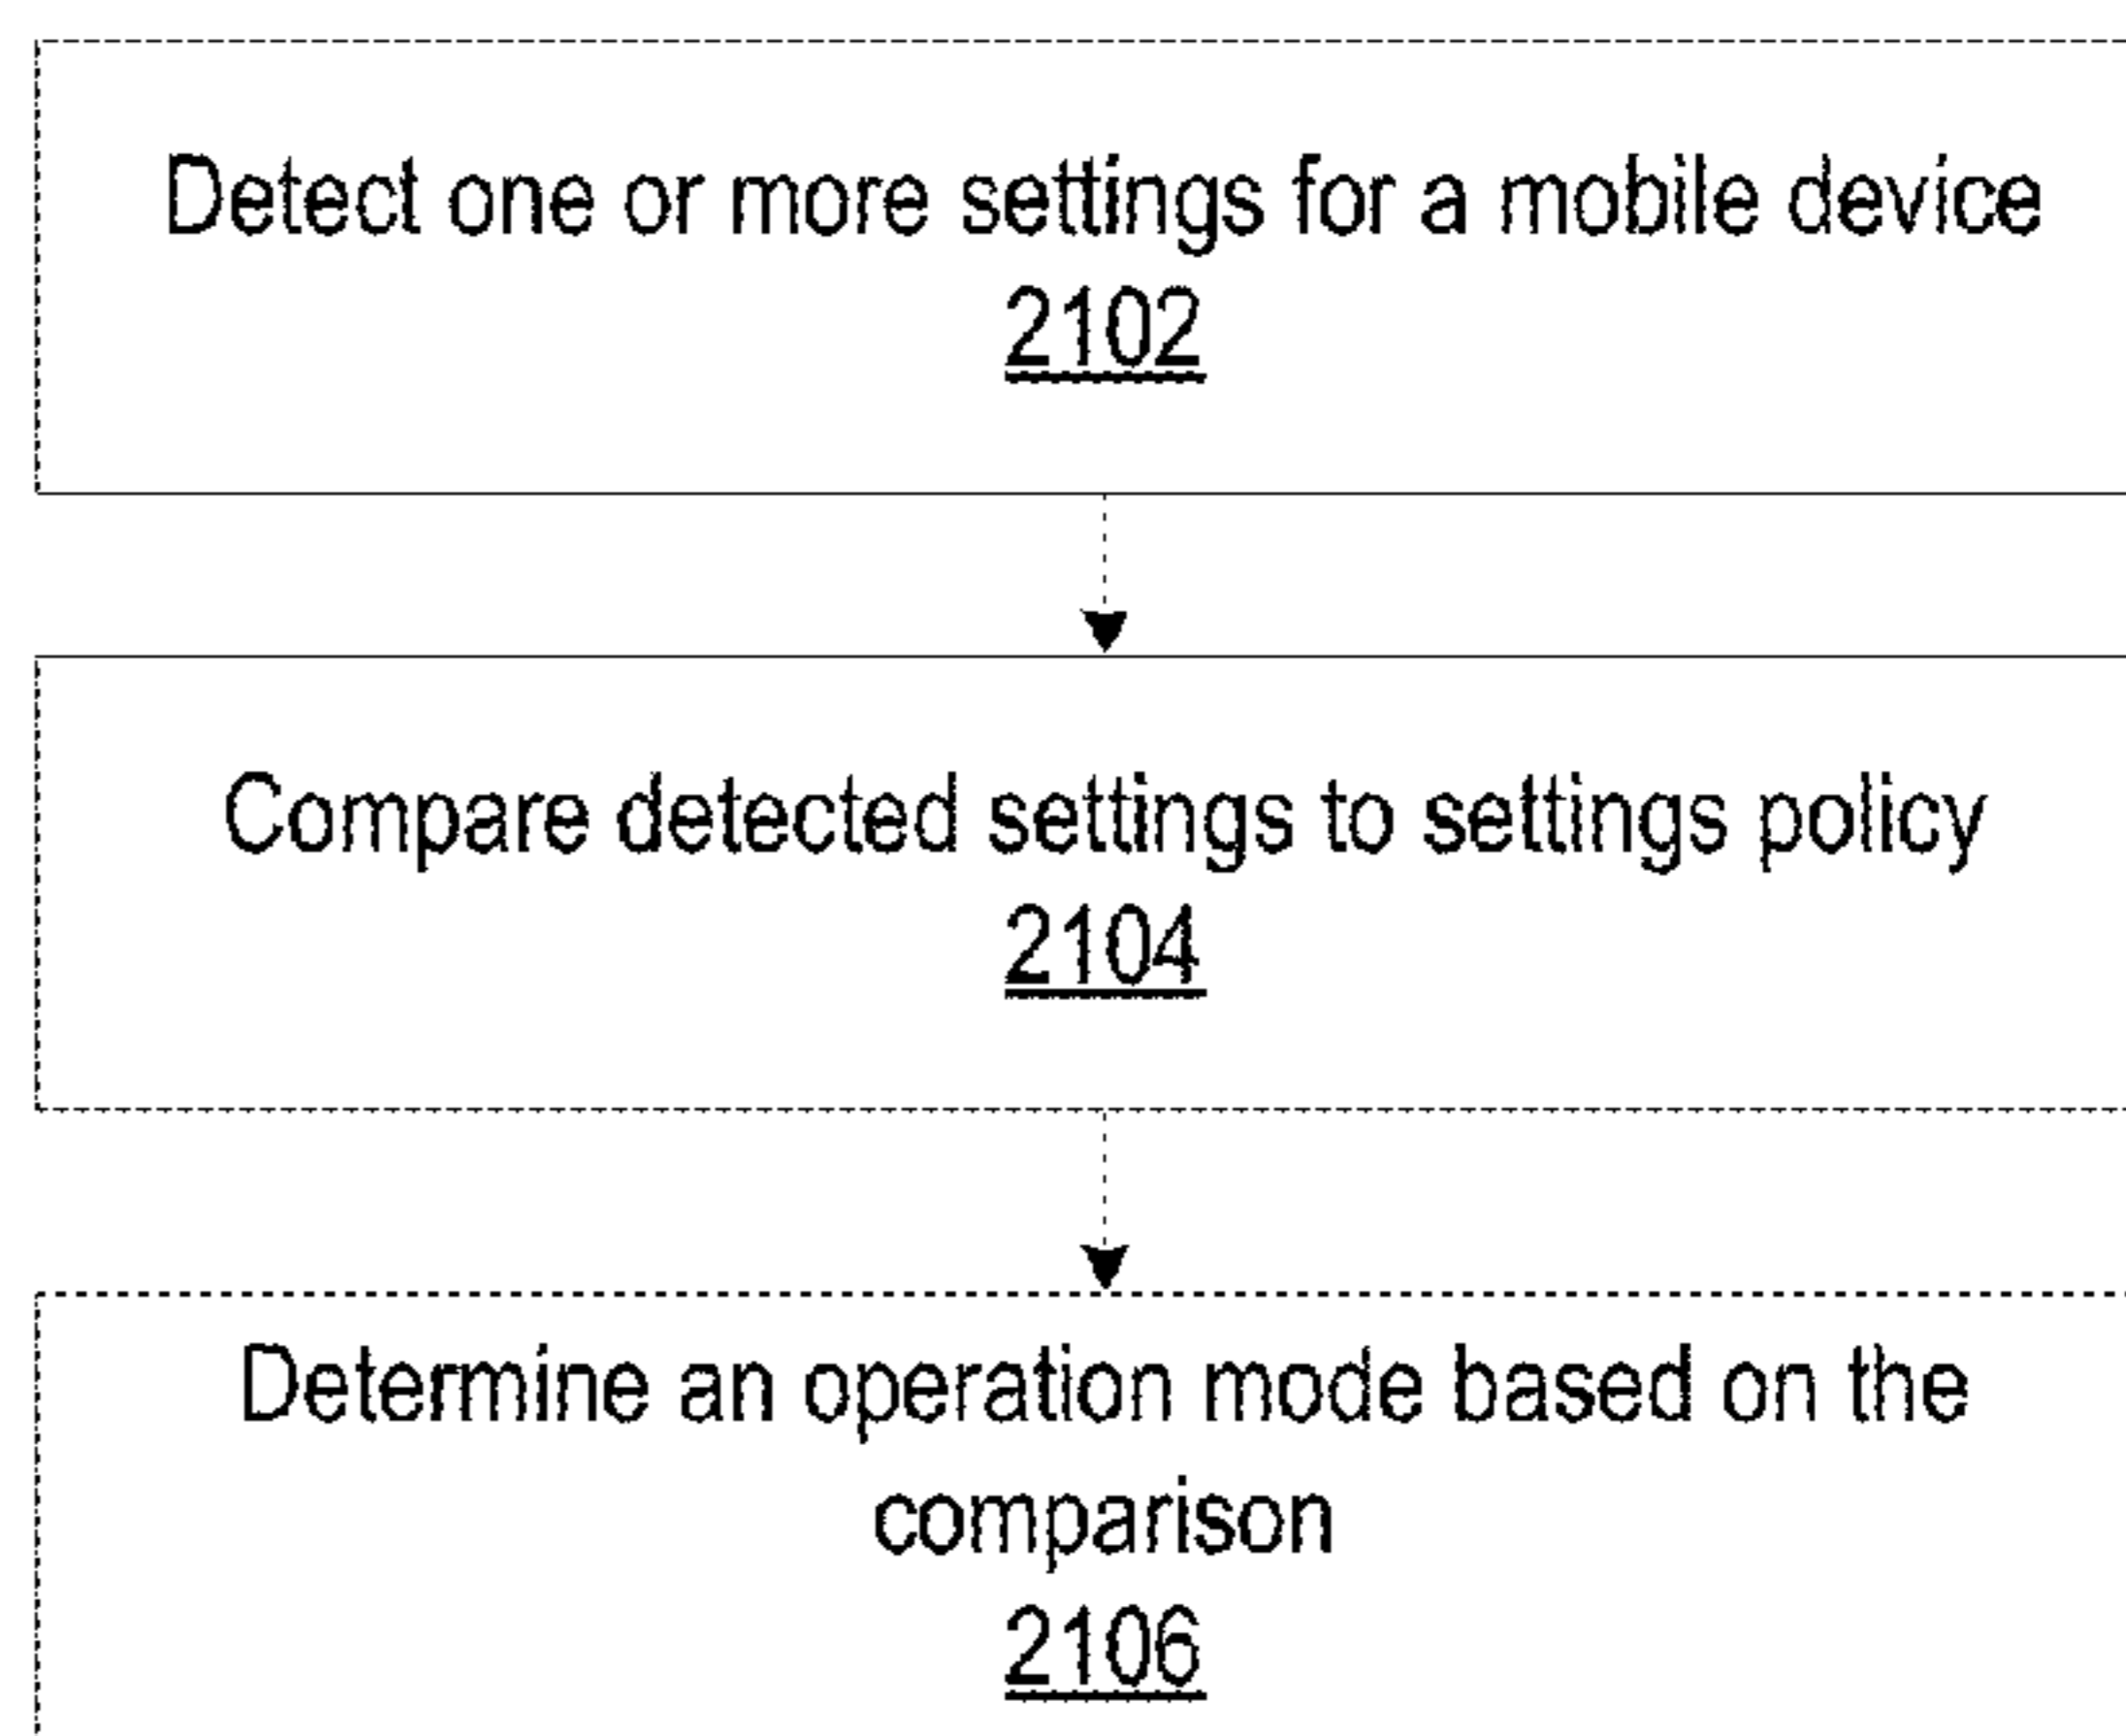 Detect one or more settings for a mobile device
2102
Compare detected settings to settings policy
2104
Determine an operation mode based on the
comparison
2106